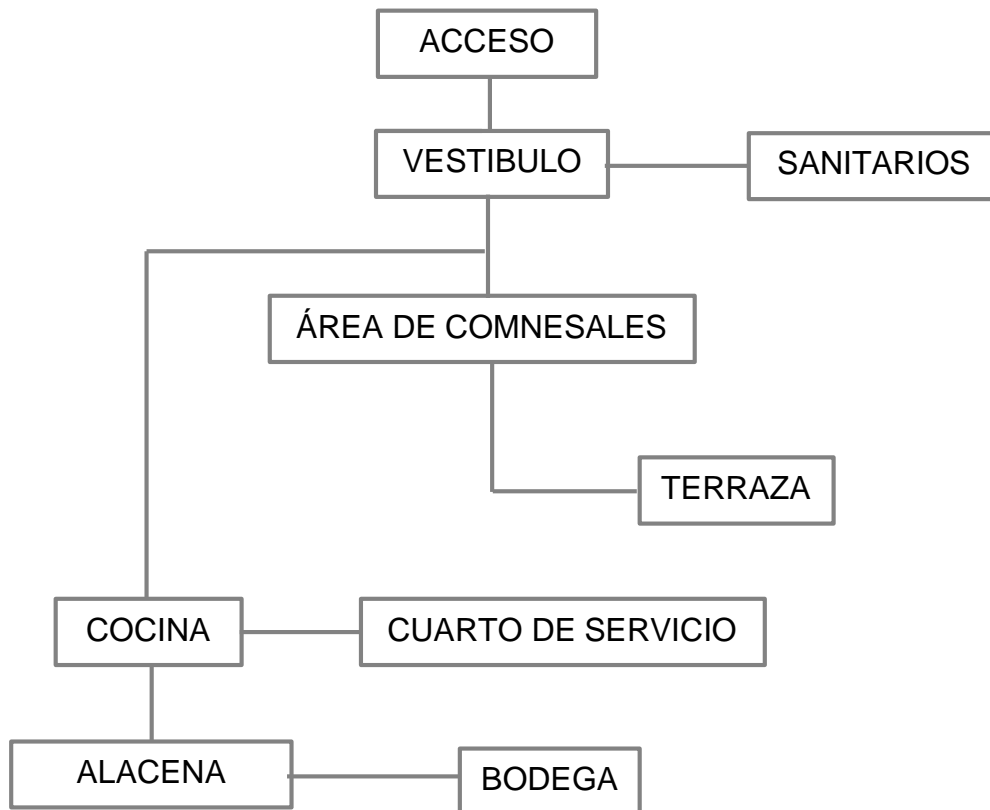 ACCESO
VESTIBULO
SANITARIOS
ÁREA DE COMNESALES
TERRAZA
COCINA
CUARTO DE SERVICIO
ALACENA
BODEGA